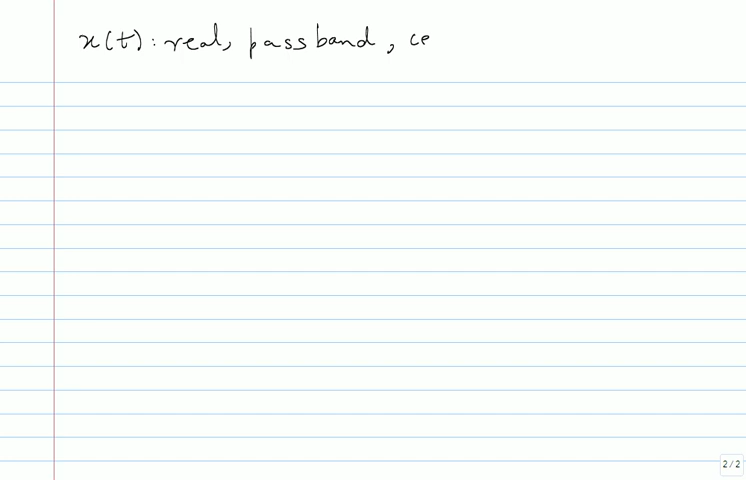 x(t): real, passband, ce
2/2